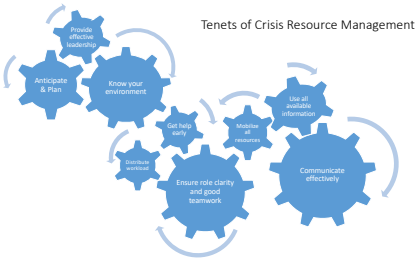 Tenets of Crisis Resource Management
Provide
effective
leadership
Anticipate
& Plan
Know your
environment
Get help
early
Distribute
workload
Ensure role clarity
and good
teamwork
Mobilise
all
resources
Use all
available
information
Communicate
effectively